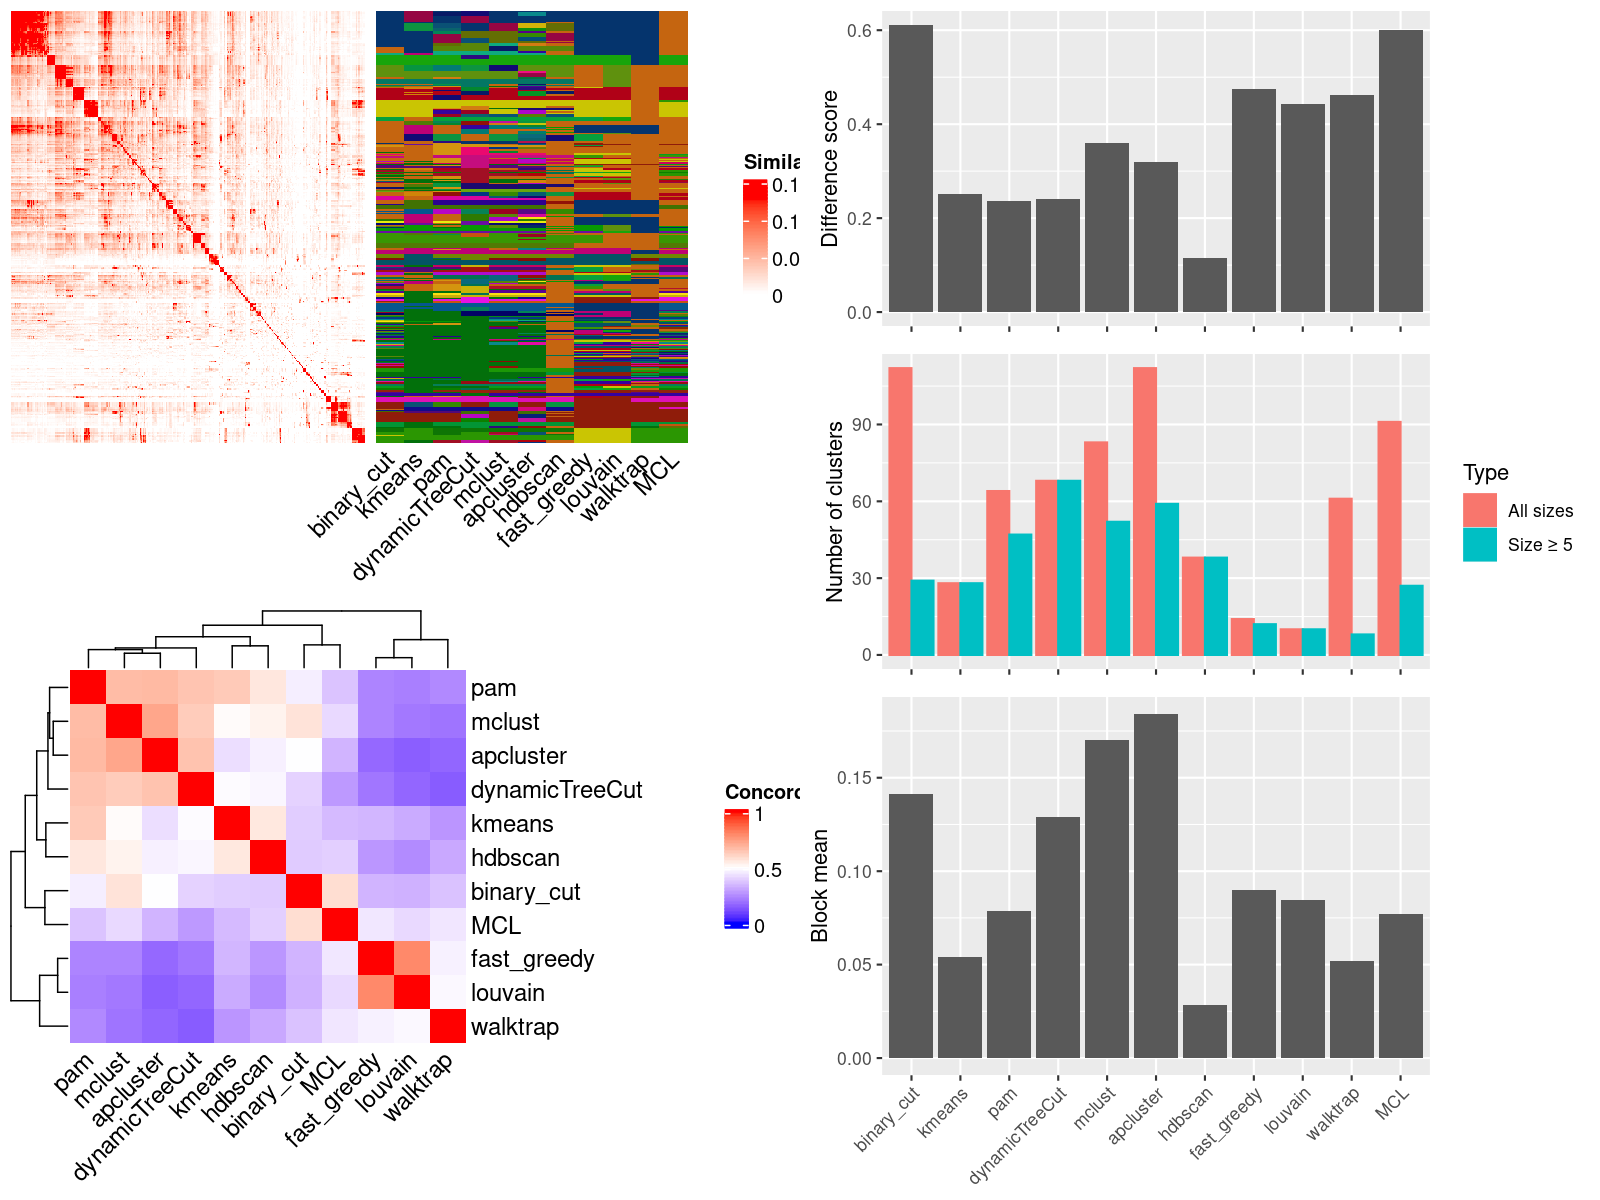 Simila
0.1
0.1
0.0
0
binary_cut
kmeans
pam
dynamicTreeCut
mclust
apcluster
hdbscan
fast_greedy
louvain
walktrap
MCL
pam
mclust
apcluster
dynamicTreeCut
kmeans
hdbscan
binary_cut
MCL
fast_greedy
louvain
walktrap
pam
mclust
apcluster
dynamicTreeCut
kmeans
hdbscan
binary_cut
MCL
fast_greedy
louvain
walktrap
Concord
1
0.5
0
Difference score
0.6
0.4
0.2
0.0
Number of clusters
90
60
30
0
Type
All sizes
Size ≥ 5
Block mean
0.15
0.10
0.05
0.00
binary_cut
kmeans
pam
dynamicTreeCut
mclust
apcluster
hdbscan
fast_greedy
louvain
walktrap
MCL